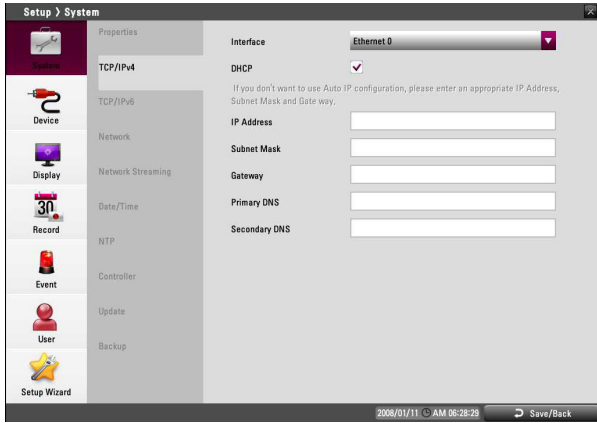 Setup > System
System
Device
Display
30
Record
Event
User
Setup Wizard
Properties
TCP/IPv4
TCP/IPv6
Network
Network Streaming
Date/Time
NTP
Controller
Update
Backup
Interface Ethernet 0
DHCP
If you don't want to use Auto IP configuration, please enter an appropriate IP Address,
Subnet Mask and Gate way.
IP Address
Subnet Mask
Gateway
Primary DNS
Secondary DNS
2008/01/11 AM 06:28:29 Save/Back